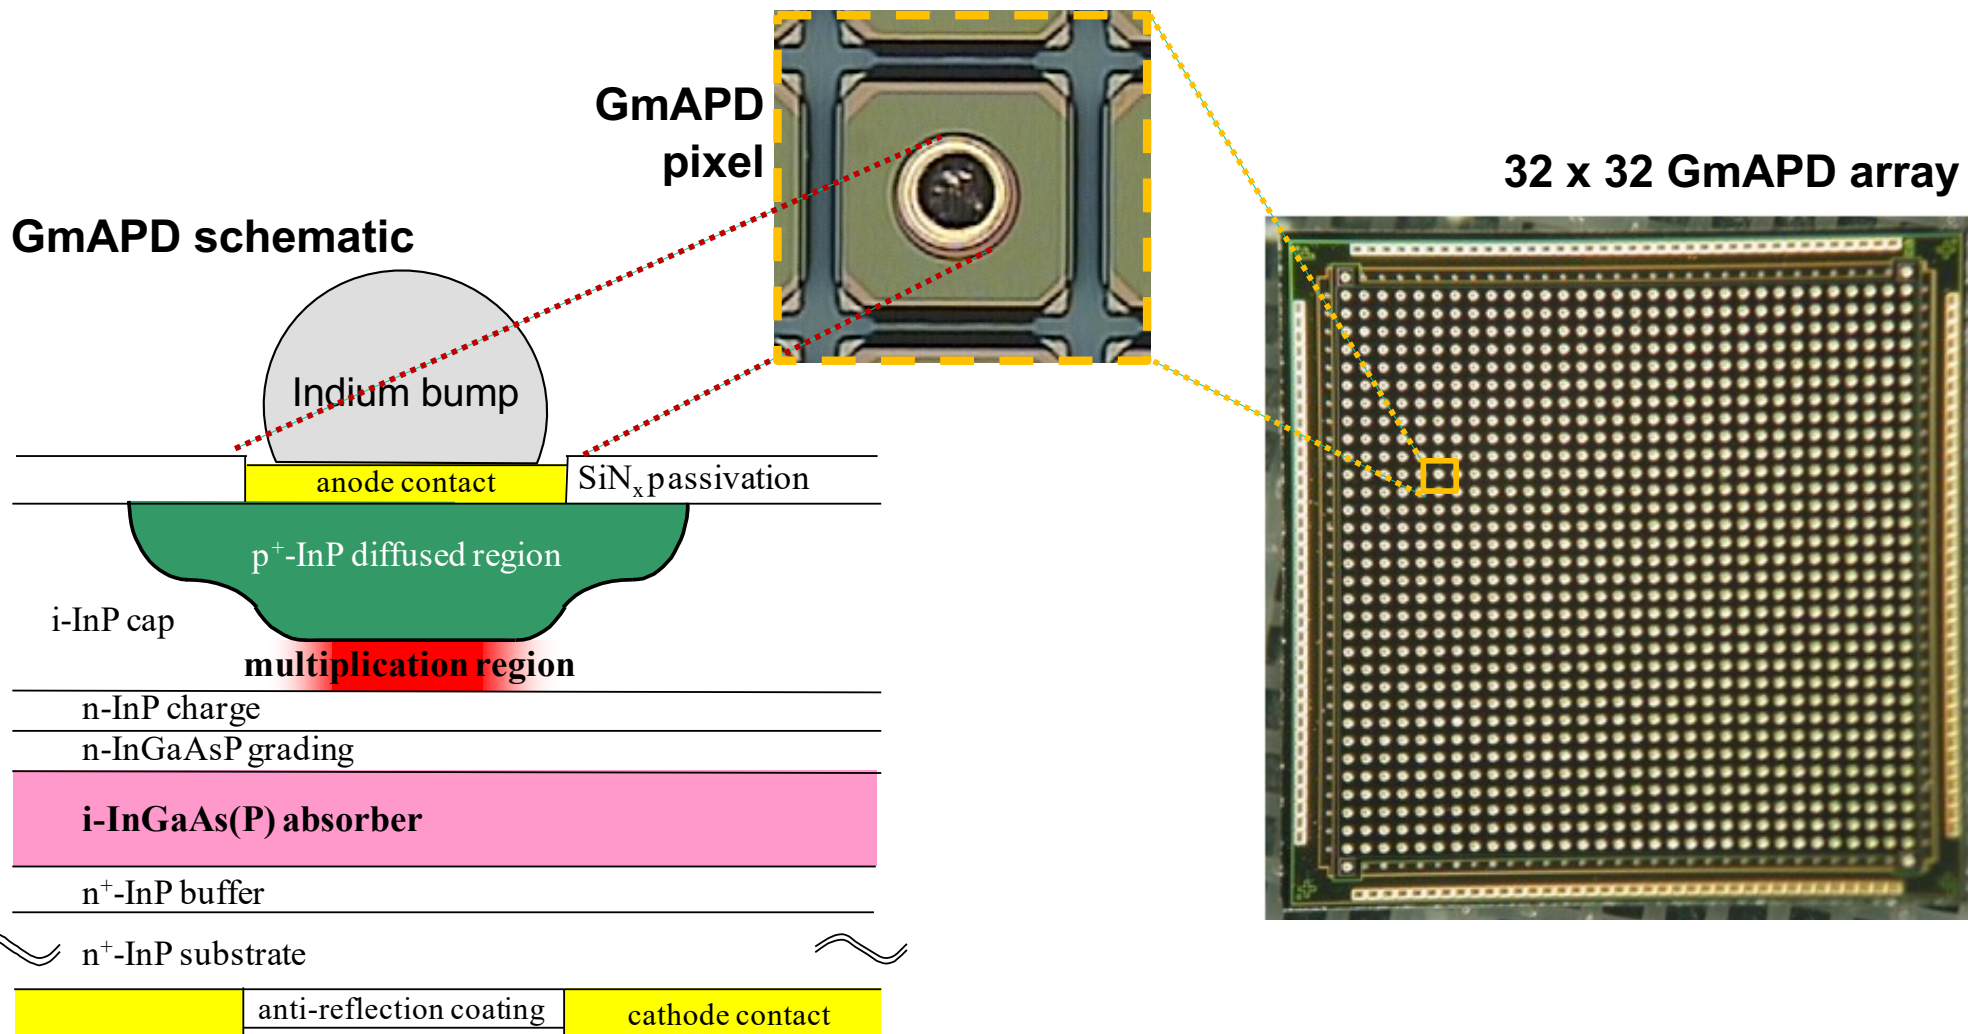 GmAPD
pixel
32 x 32 GmAPD array
GmAPD schematic
Indium bump
anode contact
SiNx passivation
p+-InP diffused region
i-InP cap
multiplication region
n-InP charge
n-InGaAsP grading
i-InGaAs(P) absorber
n+-InP buffer
n+-InP substrate
anti-reflection coating
cathode contact